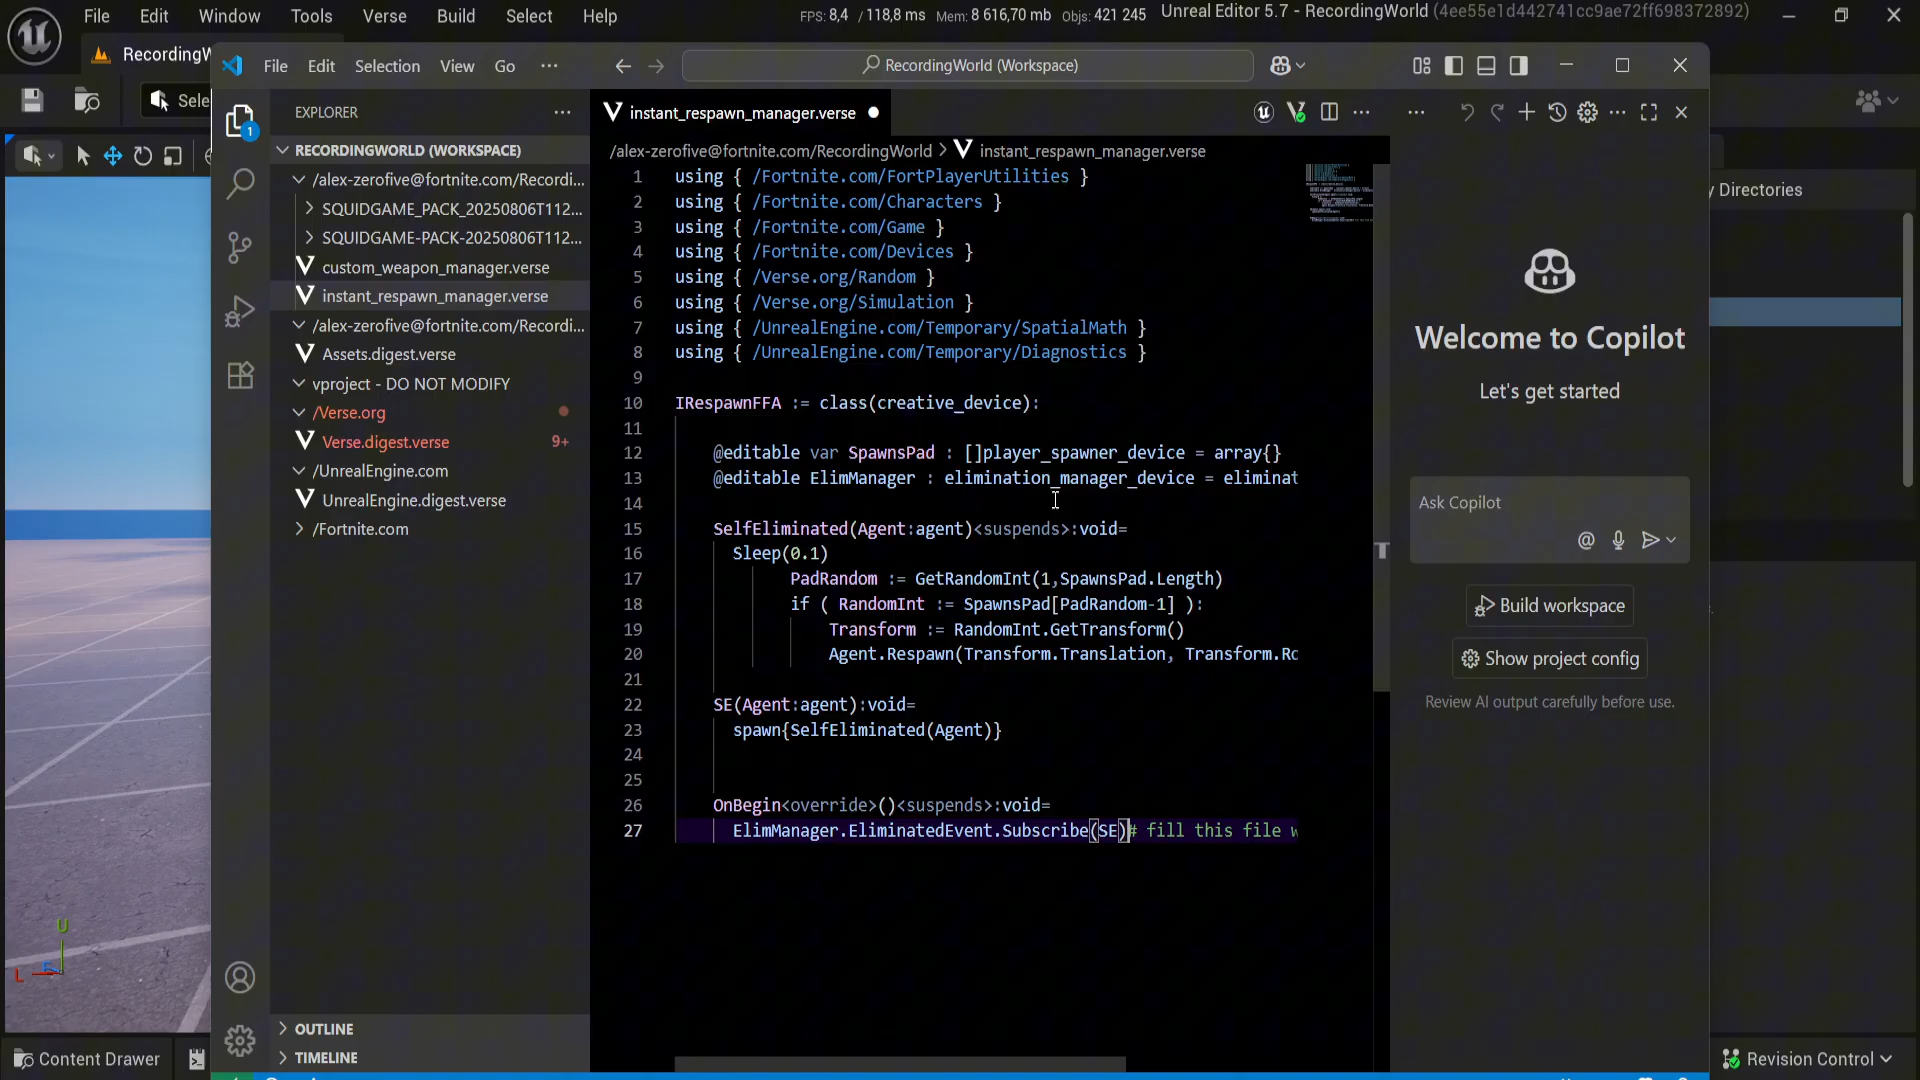 File Edit Window Tools Verse Build Select Help
FPS: 8,4 / 118,8 ms Mem: 8 616,70 mb Objs: 421 245
Unreal Editor 5.7 - RecordingWorld (4ee55e1d442741cc9ae72ff698372892)
RecordingW
Sele
File Edit Selection View Go ···
RecordingWorld (Workspace)
EXPLORER
1
RECORDINGWORLD (WORKSPACE)
/alex-zerofive@fortnite.com/Recordi...
SQUIDGAME_PACK_20250806T112...
SQUIDGAME-PACK-20250806T112...
custom_weapon_manager.verse
instant_respawn_manager.verse
/alex-zerofive@fortnite.com/Recordi...
Assets.digest.verse
vproject - DO NOT MODIFY
/Verse.org
Verse.digest.verse 9+
/UnrealEngine.com
UnrealEngine.digest.verse
/Fortnite.com
OUTLINE
TIMELINE
instant_respawn_manager.verse
/alex-zerofive@fortnite.com/RecordingWorld > instant_respawn_manager.verse
1 using { /Fortnite.com/FortPlayerUtilities }
2 using { /Fortnite.com/Characters }
3 using { /Fortnite.com/Game }
4 using { /Fortnite.com/Devices }
5 using { /Verse.org/Random }
6 using { /Verse.org/Simulation }
7 using { /UnrealEngine.com/Temporary/SpatialMath }
8 using { /UnrealEngine.com/Temporary/Diagnostics }
9
10 IRespawnFFA := class(creative_device):
11
12 @editable var SpawnsPad : []player_spawner_device = array{}
13 @editable ElimManager : elimination_manager_device = eliminat
14
15 SelfEliminated(Agent:agent)<suspends>:void=
16 Sleep(0.1)
17 PadRandom := GetRandomInt(1,SpawnsPad.Length)
18 if ( RandomInt := SpawnsPad[PadRandom-1] ):
19 Transform := RandomInt.GetTransform()
20 Agent.Respawn(Transform.Translation, Transform.Ro
21
22 SE(Agent:agent):void=
23 spawn{SelfEliminated(Agent)}
24
25
26 OnBegin<override>()<suspends>:void=
27 ElimManager.EliminatedEvent.Subscribe(SE)# fill this file w
Welcome to Copilot
Let's get started
Ask Copilot
Build workspace
Show project config
Review AI output carefully before use.
y Directories
U
L
Content Drawer
Revision Control